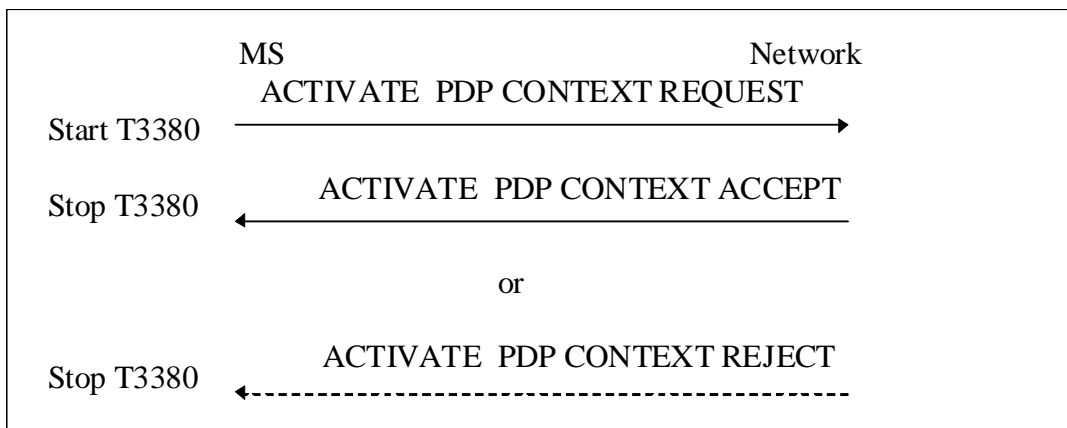 MS Network
ACTIVATE PDP CONTEXT REQUEST
Start T3380
ACTIVATE PDP CONTEXT ACCEPT
Stop T3380
or
ACTIVATE PDP CONTEXT REJECT
Stop T3380